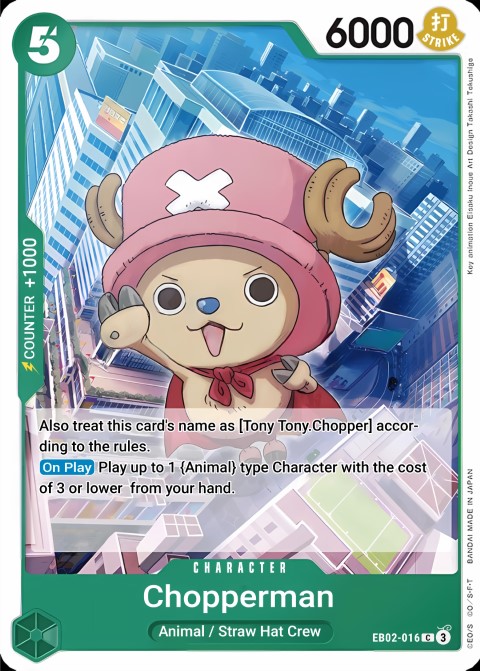 5
6000
打
STRIKE
COUNTER +1000
Key animation Eisaku Inoue Art Design Takashi Tokushige
Also treat this card's name as [Tony Tony.Chopper] accor-
ding to the rules.
On Play Play up to 1 {Animal} type Character with the cost
of 3 or lower from your hand.
CHARACTER
Chopperman
Animal / Straw Hat Crew
EB02-016 C 3
©EO/S ©O/S·F·T BANDAI MADE IN JAPAN